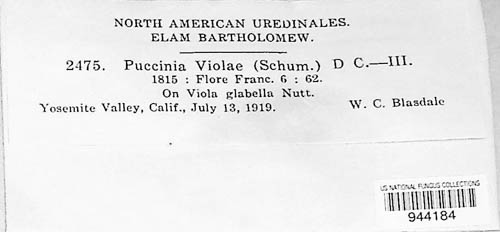 NORTH AMERICAN UREDINALES.
ELAM BARTHOLOMEW.
2475. Puccinia Violae (Schum.) D C.—III.
1815 : Flore Franc. 6 : 62.
On Viola glabella Nutt.
Yosemite Valley, Calif., July 13, 1919. W. C. Blasdale
US NATIONAL FUNGUS COLLECTIONS
944184